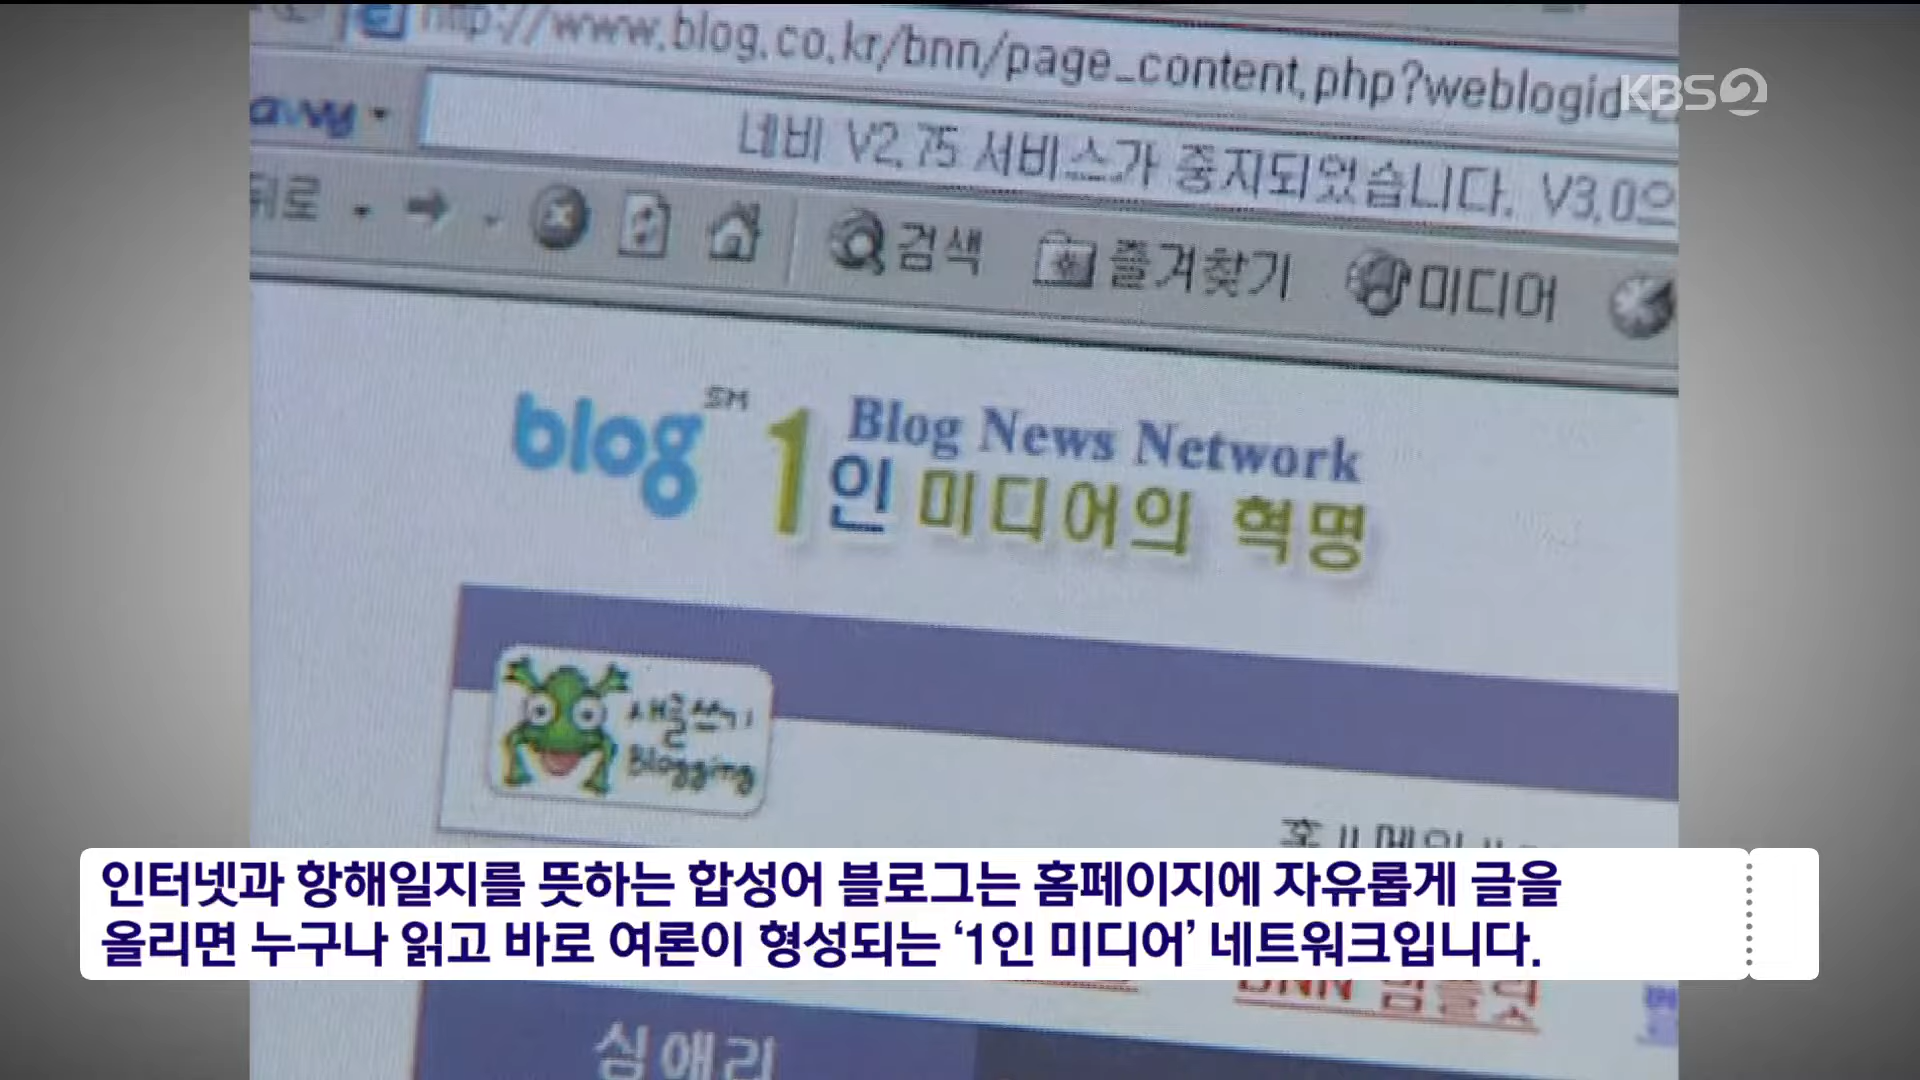 http://www.blog.co.kr/bnn/page_content.php?weblogid
KBS2
네비 V2.75 서비스가 중지되었습니다. V3.0으
뒤로
검색
즐겨찾기
미디어
blog SM
Blog News Network
1인 미디어의 혁명
새글쓰기
Blogging
인터넷과 항해일지를 뜻하는 합성어 블로그는 홈페이지에 자유롭게 글을
올리면 누구나 읽고 바로 여론이 형성되는 ‘1인 미디어’ 네트워크입니다.
BNN
심애리